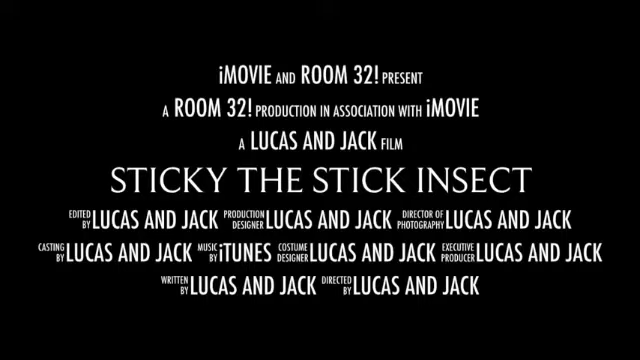 iMOVIE AND ROOM 32! PRESENT
A ROOM 32! PRODUCTION IN ASSOCIATION WITH iMOVIE
A LUCAS AND JACK FILM
STICKY THE STICK INSECT
EDITED BY LUCAS AND JACK PRODUCTION DESIGNER LUCAS AND JACK DIRECTOR OF PHOTOGRAPHY LUCAS AND JACK
CASTING BY LUCAS AND JACK MUSIC BY iTUNES COSTUME DESIGNER LUCAS AND JACK EXECUTIVE PRODUCER LUCAS AND JACK
WRITTEN BY LUCAS AND JACK DIRECTED BY LUCAS AND JACK